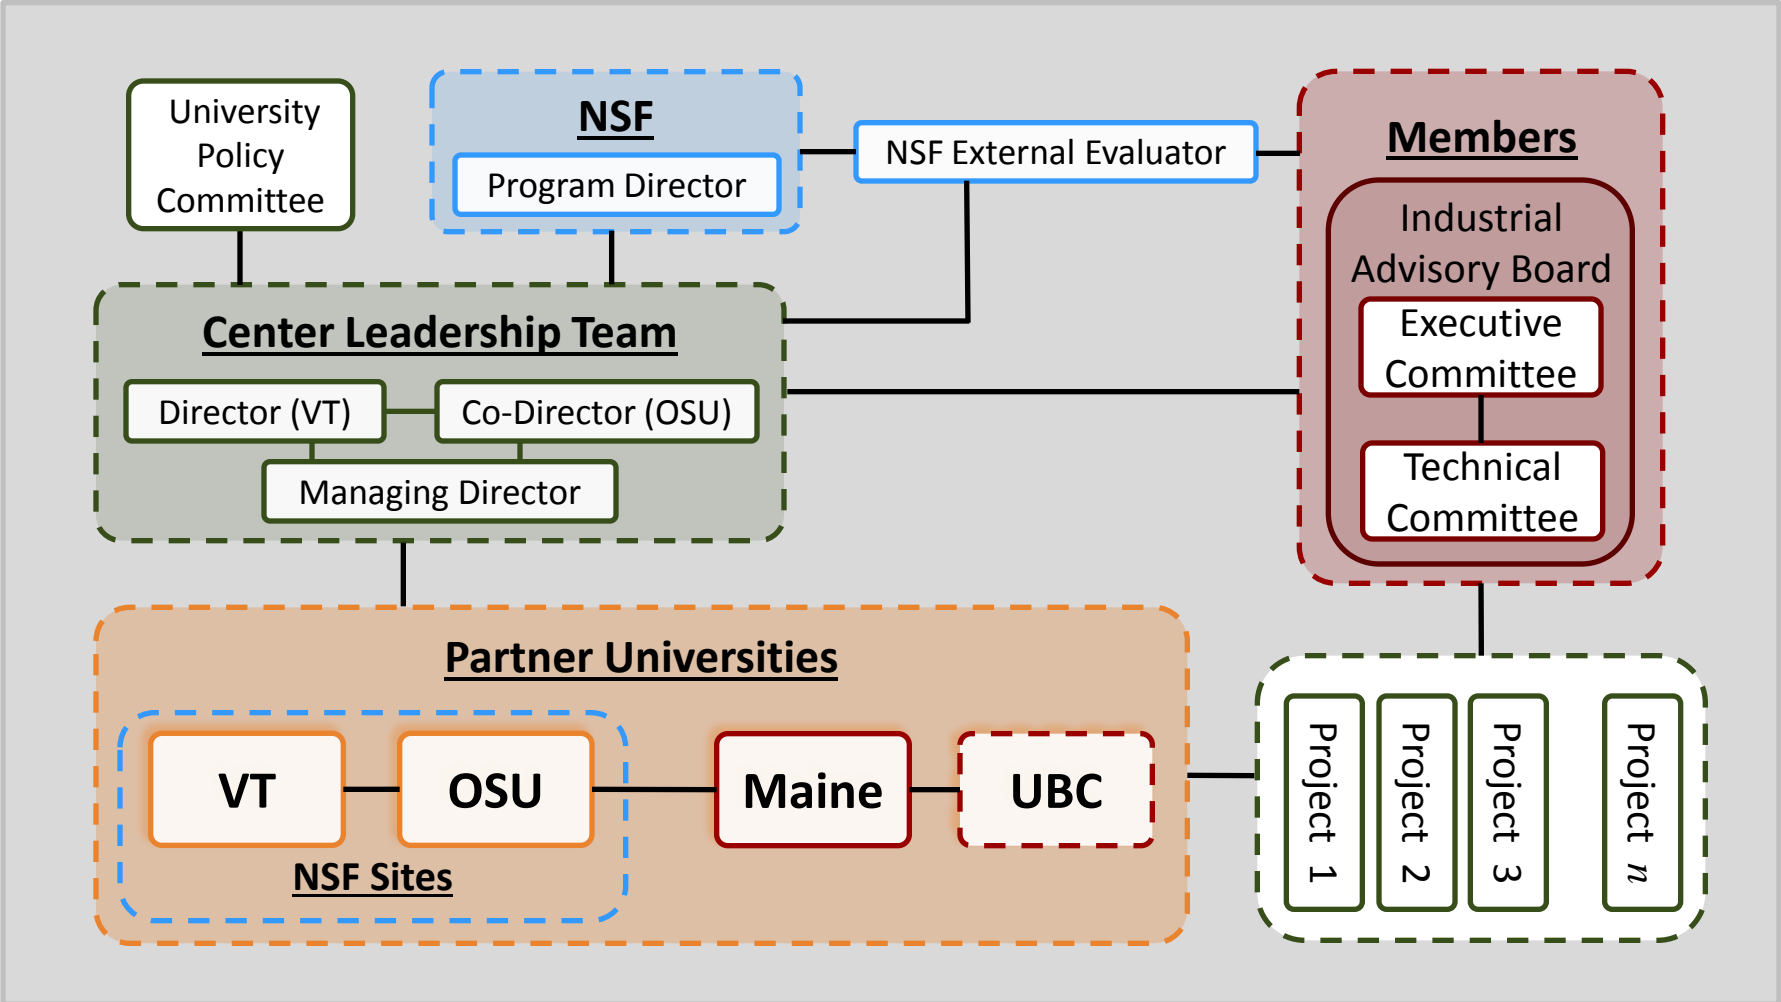 University
Policy
Committee
NSF
Program Director
NSF External Evaluator
Members
Industrial
Advisory Board
Executive
Committee
Technical
Committee
Center Leadership Team
Director (VT)
Co-Director (OSU)
Managing Director
Partner Universities
VT
OSU
Maine
UBC
NSF Sites
Project 1
Project 2
Project 3
Project n